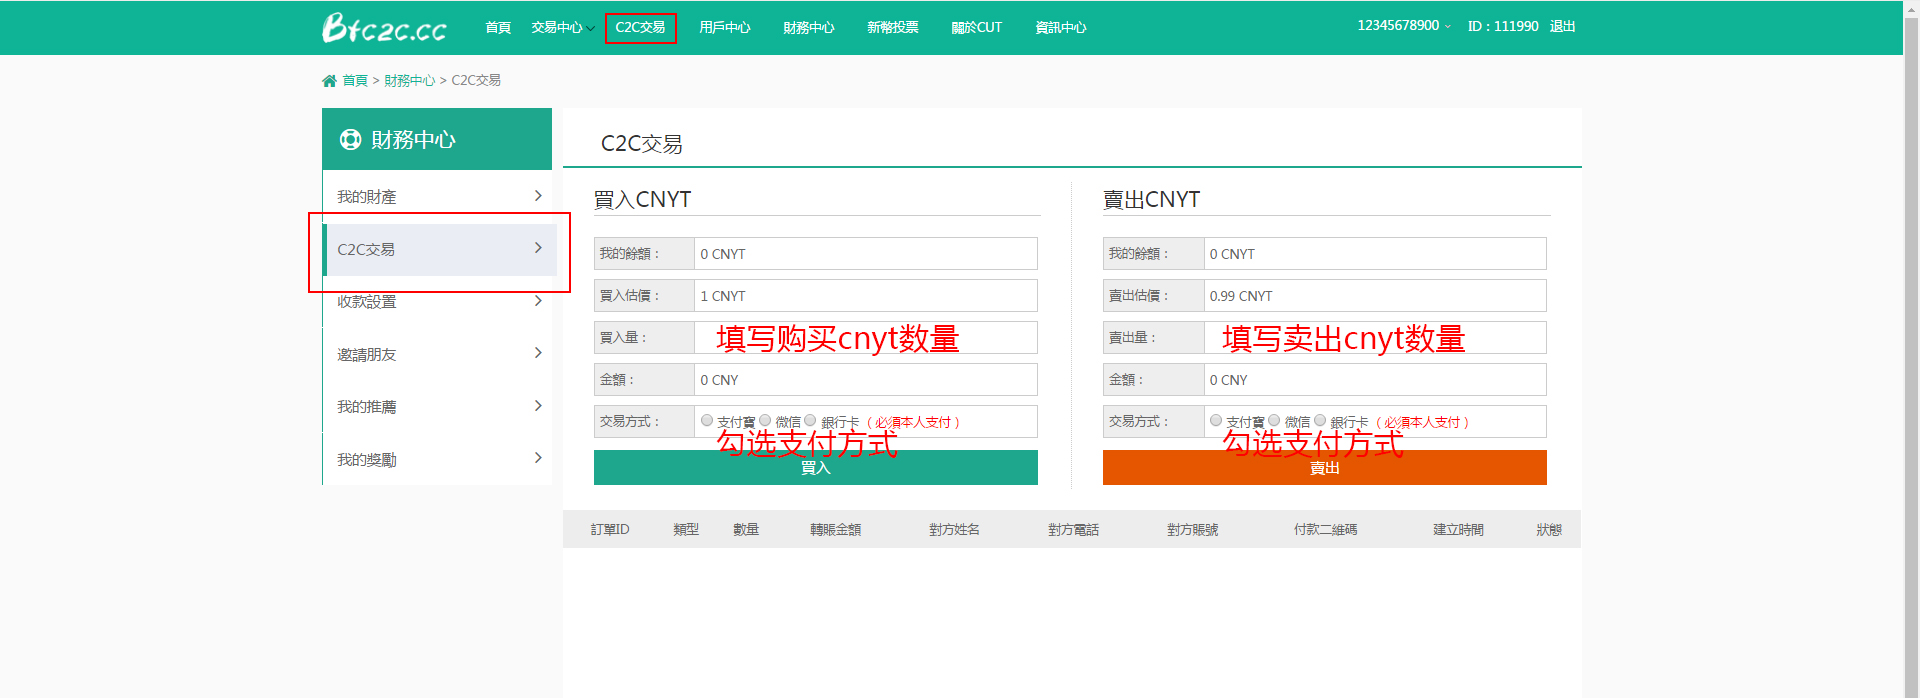 Btc2c.cc 首頁 交易中心 C2C交易 用戶中心 財務中心 新幣投票 關於CUT 資訊中心 12345678900 ID：111990 退出
首頁 > 財務中心 > C2C交易
財務中心
我的財產
C2C交易
收款設置
邀請朋友
我的推薦
我的獎勵
C2C交易
買入CNYT
我的餘額： 0 CNYT
買入估價： 1 CNYT
買入量： 填写购买cnyt数量
金額： 0 CNY
交易方式： 支付寶 微信 銀行卡（必須本人支付）
勾选支付方式
買入
賣出CNYT
我的餘額： 0 CNYT
賣出估價： 0.99 CNYT
賣出量： 填写卖出cnyt数量
金額： 0 CNY
交易方式： 支付寶 微信 銀行卡（必須本人支付）
勾选支付方式
賣出
訂單ID 類型 數量 轉賬金額 對方姓名 對方電話 對方賬號 付款二維碼 建立時間 狀態